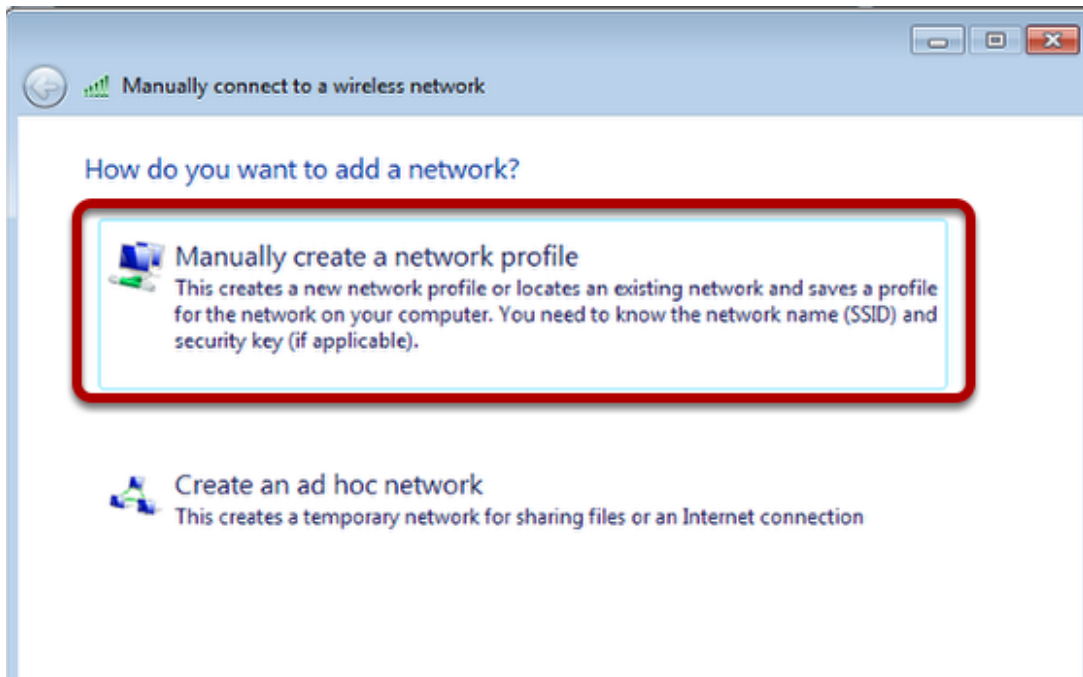 Manually connect to a wireless network
How do you want to add a network?
Manually create a network profile
This creates a new network profile or locates an existing network and saves a profile
for the network on your computer. You need to know the network name (SSID) and
security key (if applicable).
Create an ad hoc network
This creates a temporary network for sharing files or an Internet connection